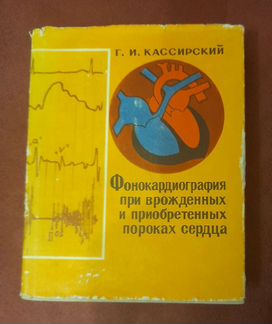 Г. И. КАССИРСКИЙ
Фонокардиография
при врожденных
и приобретенных
пороках сердца